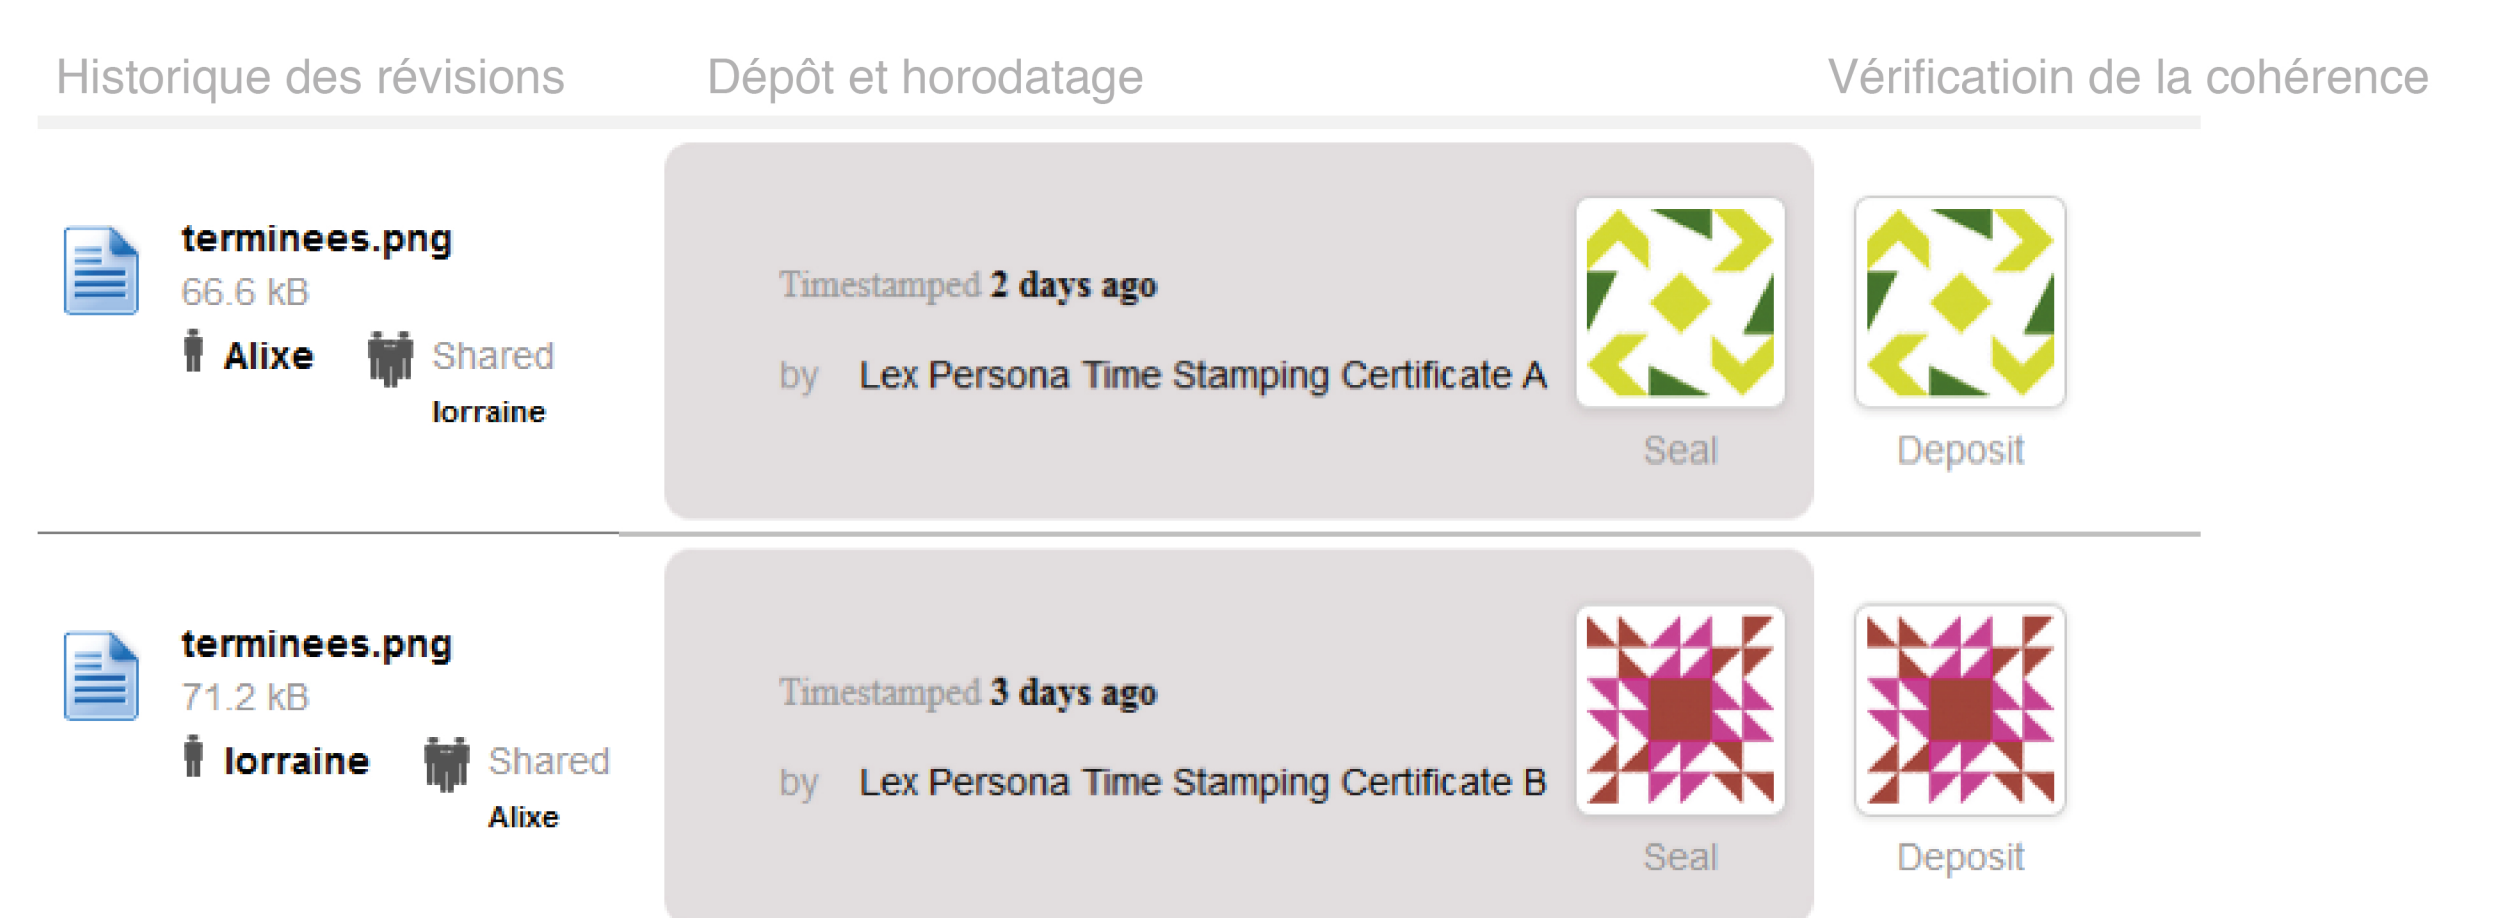 Historique des révisions
Dépôt et horodatage
Vérificatioin de la cohérence
terminees.png
66.6 kB
Alixe
Shared
lorraine
Timestamped 2 days ago
by Lex Persona Time Stamping Certificate A
Seal
Deposit
terminees.png
71.2 kB
lorraine
Shared
Alixe
Timestamped 3 days ago
by Lex Persona Time Stamping Certificate B
Seal
Deposit